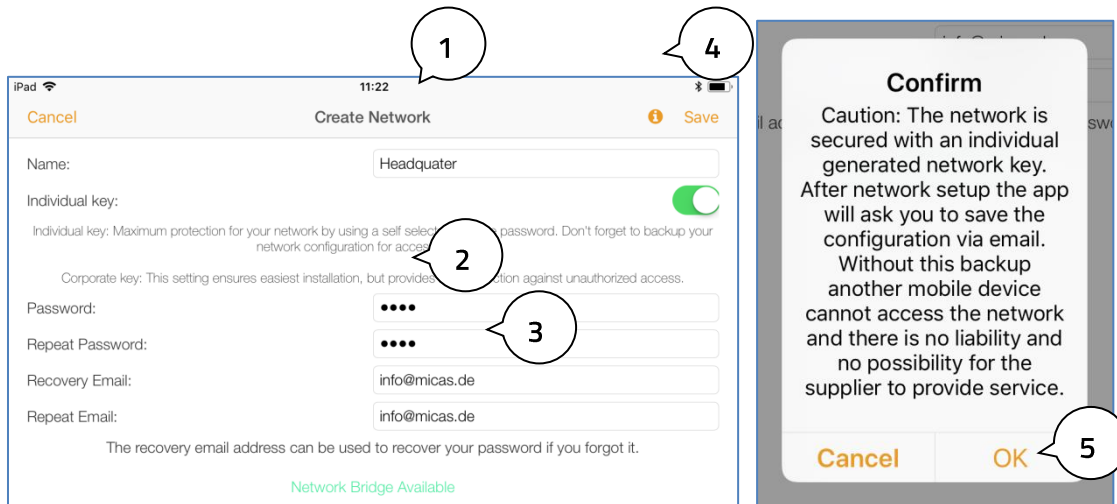 1
4
iPad 11:22
Cancel Create Network Save
Name: Headquater
Individual key:
Individual key: Maximum protection for your network by using a self select password. Don't forget to backup your
network configuration for acces
2
Corporate key: This setting ensures easiest installation, but provides ction against unauthorized access.
Password: ●●●●
3
Repeat Password: ●●●●
Recovery Email: info@micas.de
Repeat Email: info@micas.de
The recovery email address can be used to recover your password if you forgot it.
Network Bridge Available
Confirm
Caution: The network is
secured with an individual
generated network key.
After network setup the app
will ask you to save the
configuration via email.
Without this backup
another mobile device
cannot access the network
and there is no liability and
no possibility for the
supplier to provide service.
Cancel OK
5